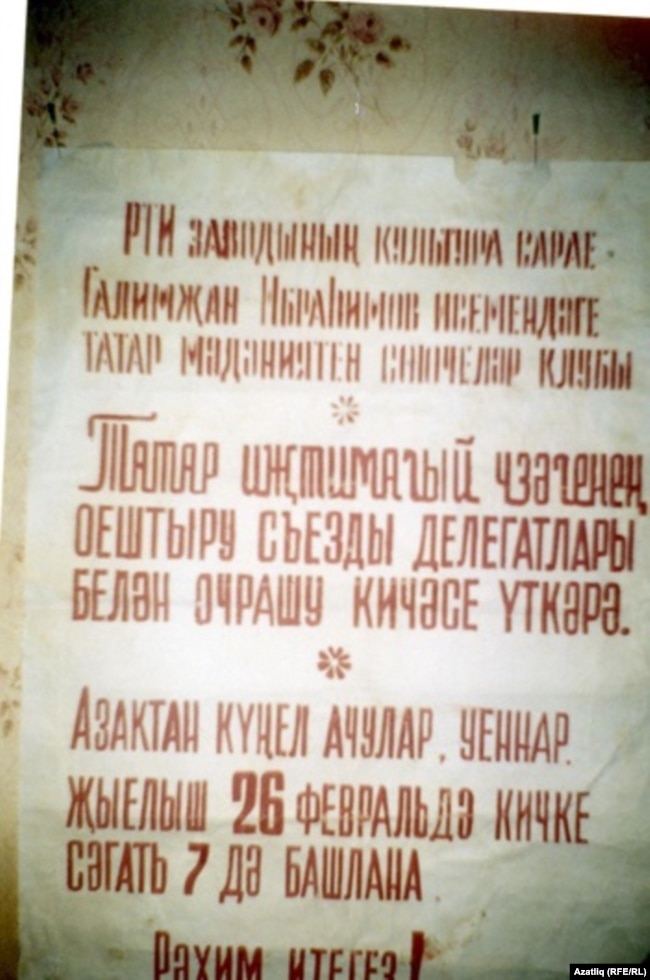 РТИ заводының культура сарае
Галимҗан Ибраһимов исемендәге
татар мәдәниятен сөючеләр клубы
Татар иҗтимагый үзәгенең
оештыру съезды делегатлары
белән очрашу кичәсе үткәрә.
Азактан күңел ачулар, уеннар.
Җыелыш 26 февральдә кичке
сәгать 7 дә башлана
Рәхим итегез!
Azatliq (RFE/RL)